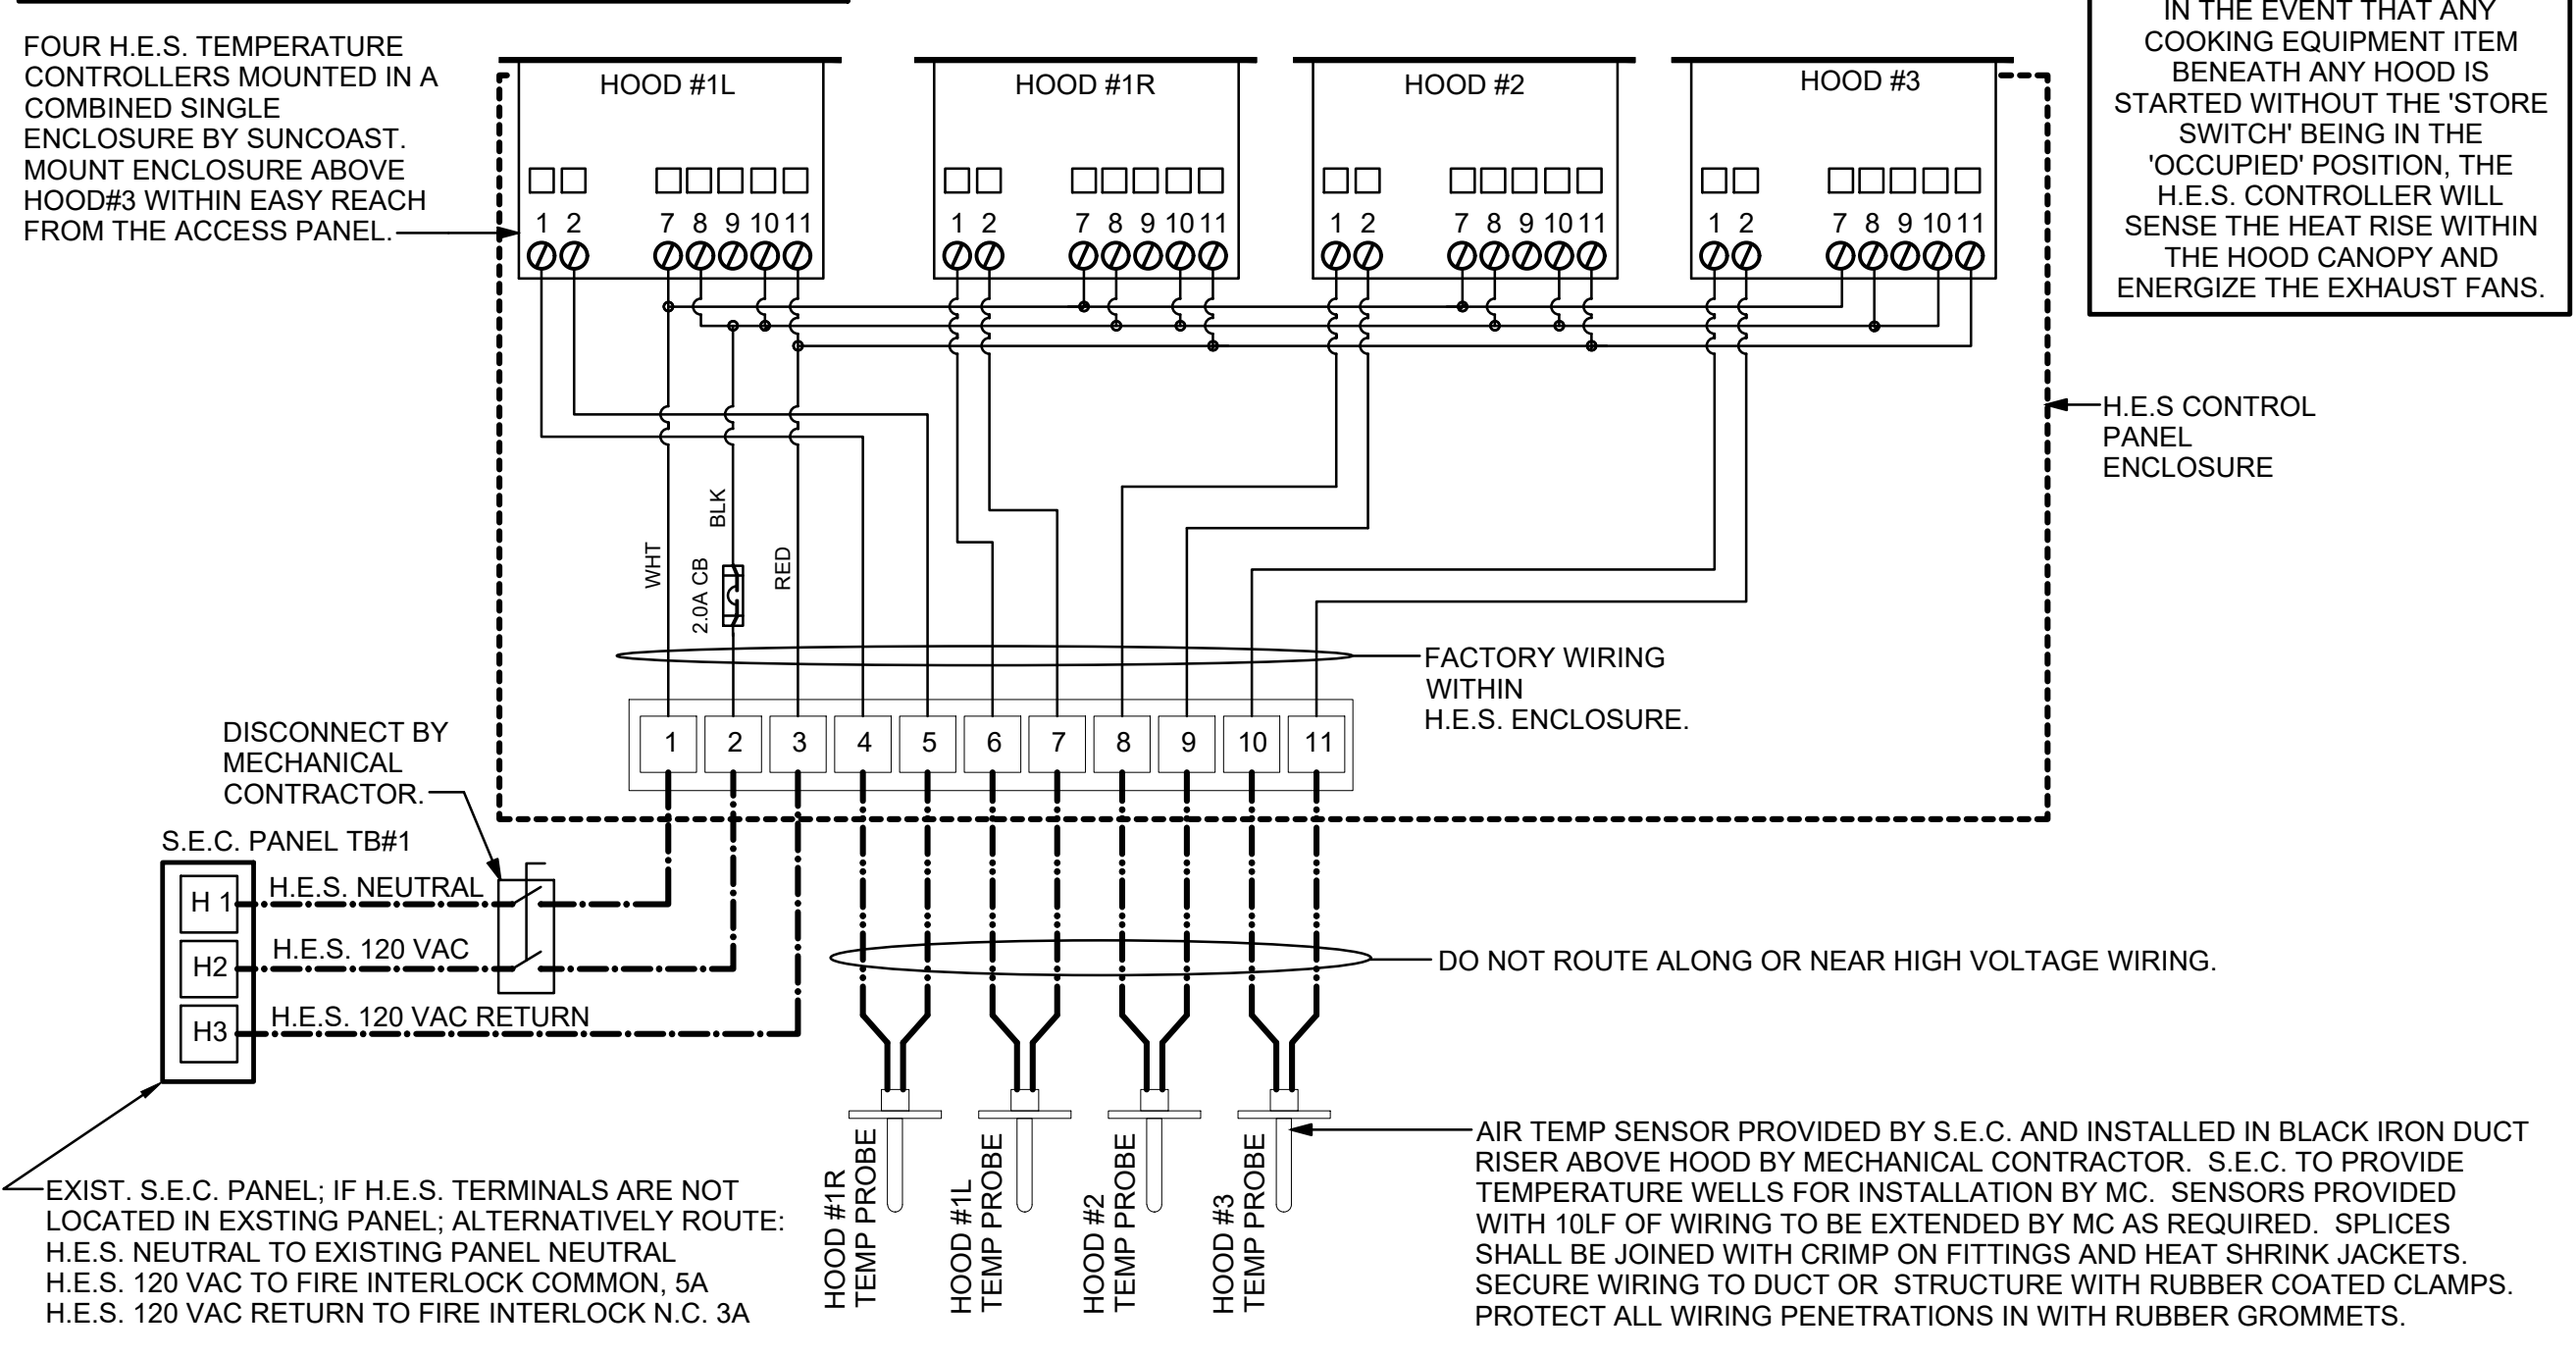 FOUR H.E.S. TEMPERATURE
CONTROLLERS MOUNTED IN A
COMBINED SINGLE
ENCLOSURE BY SUNCOAST.
MOUNT ENCLOSURE ABOVE
HOOD#3 WITHIN EASY REACH
FROM THE ACCESS PANEL.
HOOD #1L
1 2 7 8 9 10 11
HOOD #1R
1 2 7 8 9 10 11
HOOD #2
1 2 7 8 9 10 11
HOOD #3
1 2 7 8 9 10 11
IN THE EVENT THAT ANY
COOKING EQUIPMENT ITEM
BENEATH ANY HOOD IS
STARTED WITHOUT THE 'STORE
SWITCH' BEING IN THE
'OCCUPIED' POSITION, THE
H.E.S. CONTROLLER WILL
SENSE THE HEAT RISE WITHIN
THE HOOD CANOPY AND
ENERGIZE THE EXHAUST FANS.
H.E.S CONTROL
PANEL
ENCLOSURE
WHT
BLK
2.0A CB
RED
FACTORY WIRING
WITHIN
H.E.S. ENCLOSURE.
1 2 3 4 5 6 7 8 9 10 11
DISCONNECT BY
MECHANICAL
CONTRACTOR.
S.E.C. PANEL TB#1
H 1
H.E.S. NEUTRAL
H2
H.E.S. 120 VAC
H3
H.E.S. 120 VAC RETURN
DO NOT ROUTE ALONG OR NEAR HIGH VOLTAGE WIRING.
HOOD #1R
TEMP PROBE
HOOD #1L
TEMP PROBE
HOOD #2
TEMP PROBE
HOOD #3
TEMP PROBE
EXIST. S.E.C. PANEL; IF H.E.S. TERMINALS ARE NOT
LOCATED IN EXSTING PANEL; ALTERNATIVELY ROUTE:
H.E.S. NEUTRAL TO EXISTING PANEL NEUTRAL
H.E.S. 120 VAC TO FIRE INTERLOCK COMMON, 5A
H.E.S. 120 VAC RETURN TO FIRE INTERLOCK N.C. 3A
AIR TEMP SENSOR PROVIDED BY S.E.C. AND INSTALLED IN BLACK IRON DUCT
RISER ABOVE HOOD BY MECHANICAL CONTRACTOR. S.E.C. TO PROVIDE
TEMPERATURE WELLS FOR INSTALLATION BY MC. SENSORS PROVIDED
WITH 10LF OF WIRING TO BE EXTENDED BY MC AS REQUIRED. SPLICES
SHALL BE JOINED WITH CRIMP ON FITTINGS AND HEAT SHRINK JACKETS.
SECURE WIRING TO DUCT OR STRUCTURE WITH RUBBER COATED CLAMPS.
PROTECT ALL WIRING PENETRATIONS IN WITH RUBBER GROMMETS.